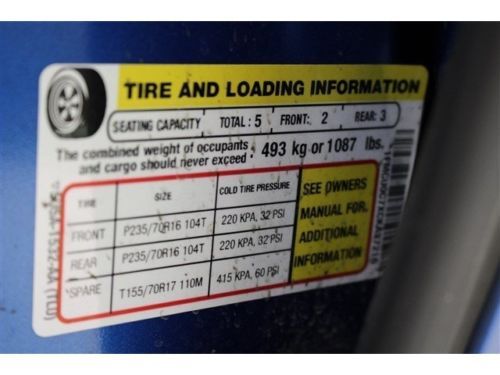 TIRE AND LOADING INFORMATION
SEATING CAPACITY TOTAL: 5 FRONT: 2 REAR: 3
The combined weight of occupants
and cargo should never exceed: 493 kg or 1087 lbs.
TIRE SIZE COLD TIRE PRESSURE
FRONT P235/70R16 104T 220 KPA, 32 PSI
REAR P235/70R16 104T 220 KPA, 32 PSI
SPARE T155/70R17 110M 415 KPA, 60 PSI
SEE OWNERS
MANUAL FOR
ADDITIONAL
INFORMATION